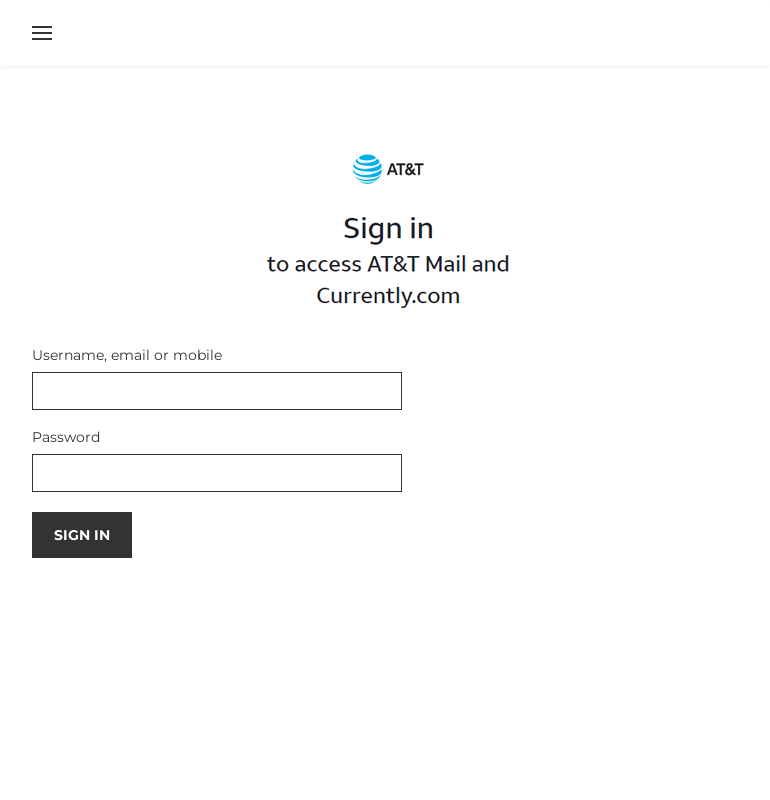 AT&T
Sign in
to access AT&T Mail and
Currently.com
Username, email or mobile
Password
SIGN IN